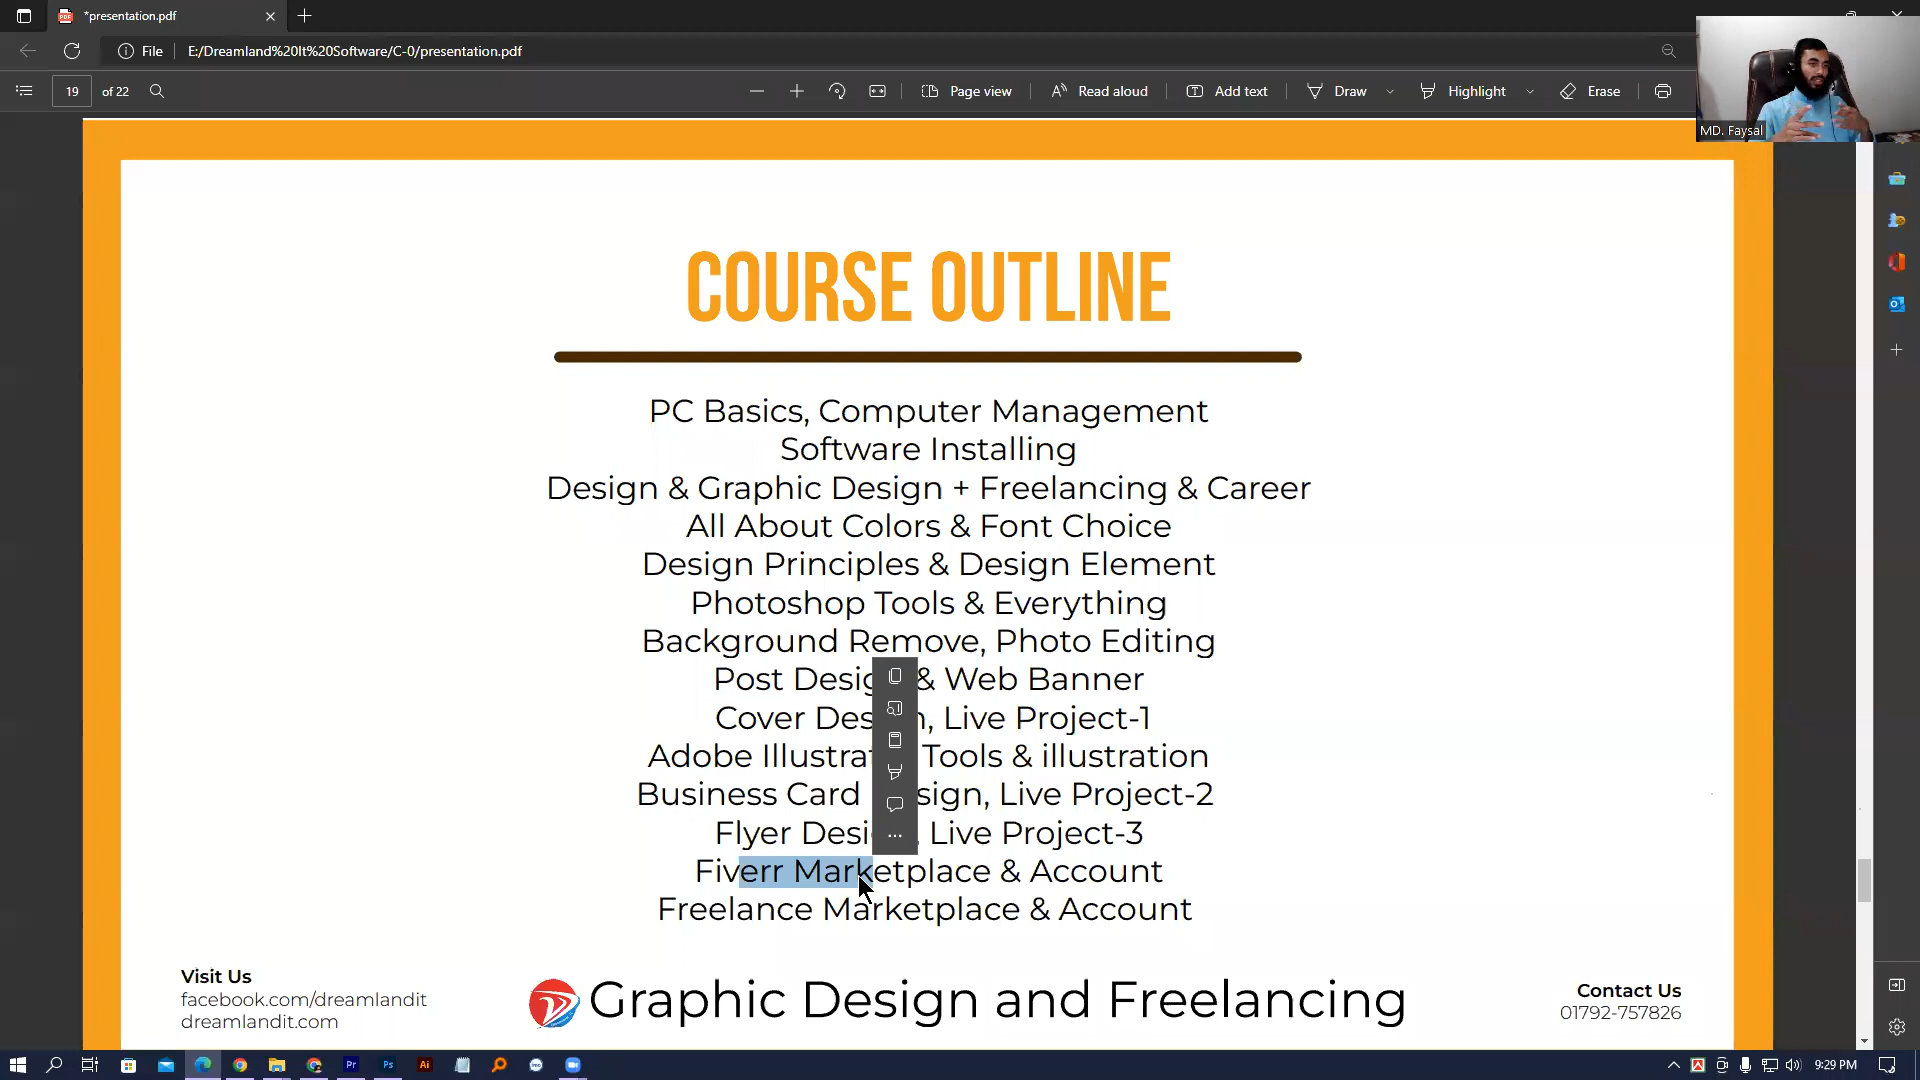 *presentation.pdf
File
E:/Dreamland%20It%20Software/C-0/presentation.pdf
19 of 22
Page view
Read aloud
Add text
Draw
Highlight
Erase
MD. Faysal
COURSE OUTLINE
PC Basics, Computer Management
Software Installing
Design & Graphic Design + Freelancing & Career
All About Colors & Font Choice
Design Principles & Design Element
Photoshop Tools & Everything
Background Remove, Photo Editing
Post Desig & Web Banner
Cover Des n, Live Project-1
Adobe Illustrat Tools & illustration
Business Card sign, Live Project-2
Flyer Desi , Live Project-3
Fiverr Marketplace & Account
Freelance Marketplace & Account
Visit Us
facebook.com/dreamlandit
dreamlandit.com
Graphic Design and Freelancing
Contact Us
01792-757826
Pr
Ps
Ai
9:29 PM